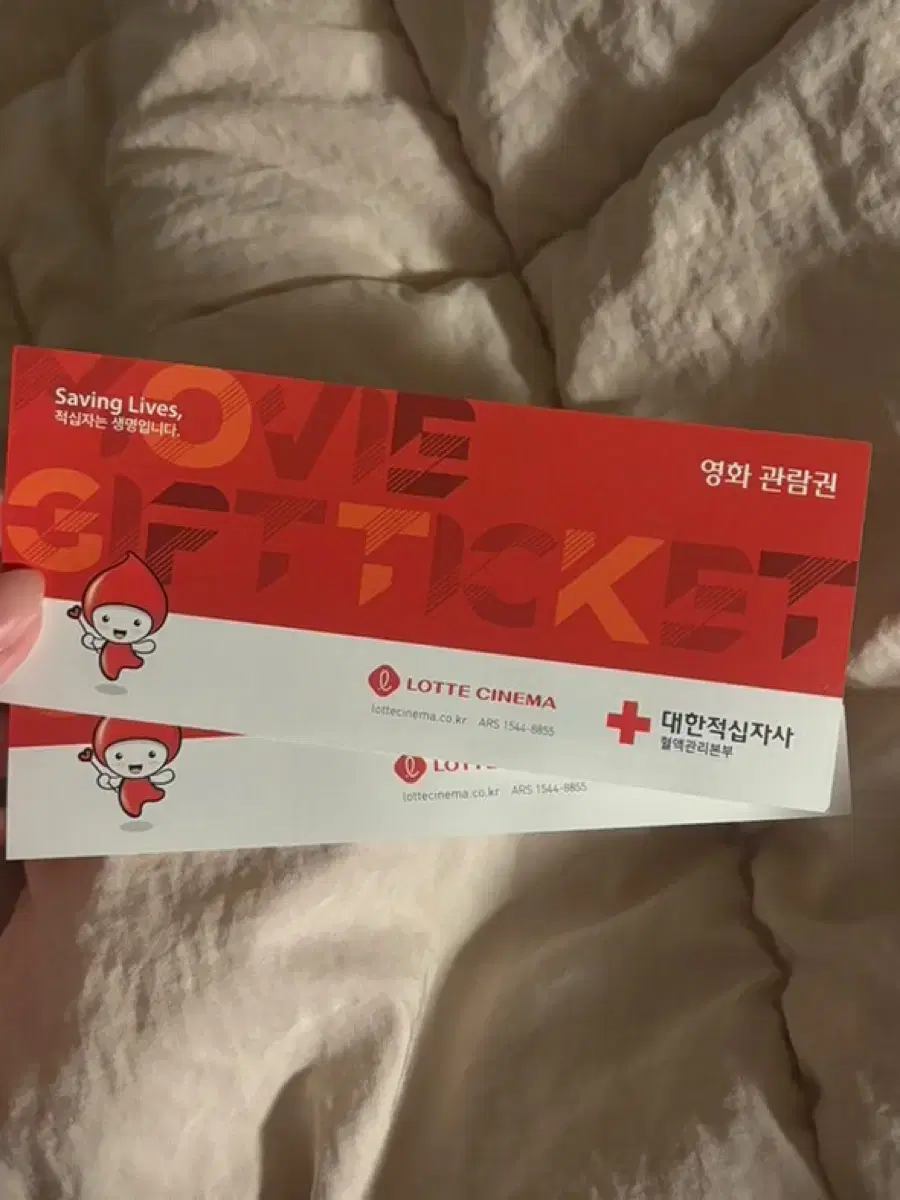 Saving Lives,
적십자는 생명입니다.
MOVIE
GIFT TICKET
영화 관람권
LOTTE CINEMA
lottecinema.co.kr ARS 1544-8855
대한적십자사
혈액관리본부
lottecinema.co.kr ARS 1544-8855